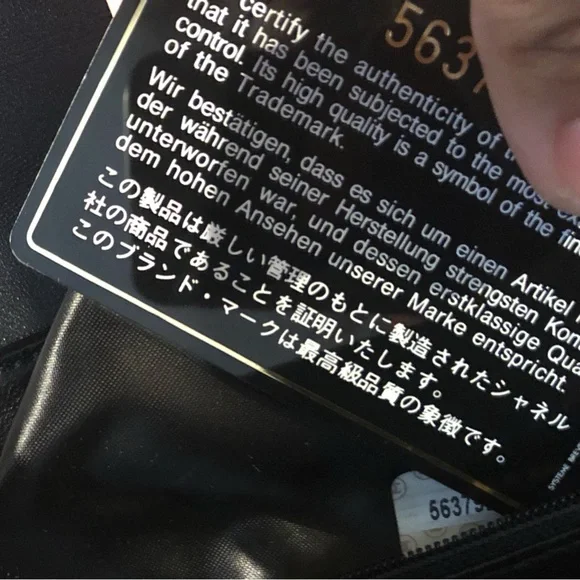 5637
certify the authenticity of
that it has been subjected to the most
control. Its high quality is a symbol of the
of the Trademark.
Wir bestätigen, dass es sich um einen Artikel
der während seiner Herstellung strengsten
unterworfen war, und dessen erstklassige
dem hohen Ansehen unserer Marke entspricht.
この製品は厳しい管理のもとに製造されたシャネル
社の商品であることを証明いたします。
このブランド・マークは最高級品質の象徴です。
SYSTEME
5637